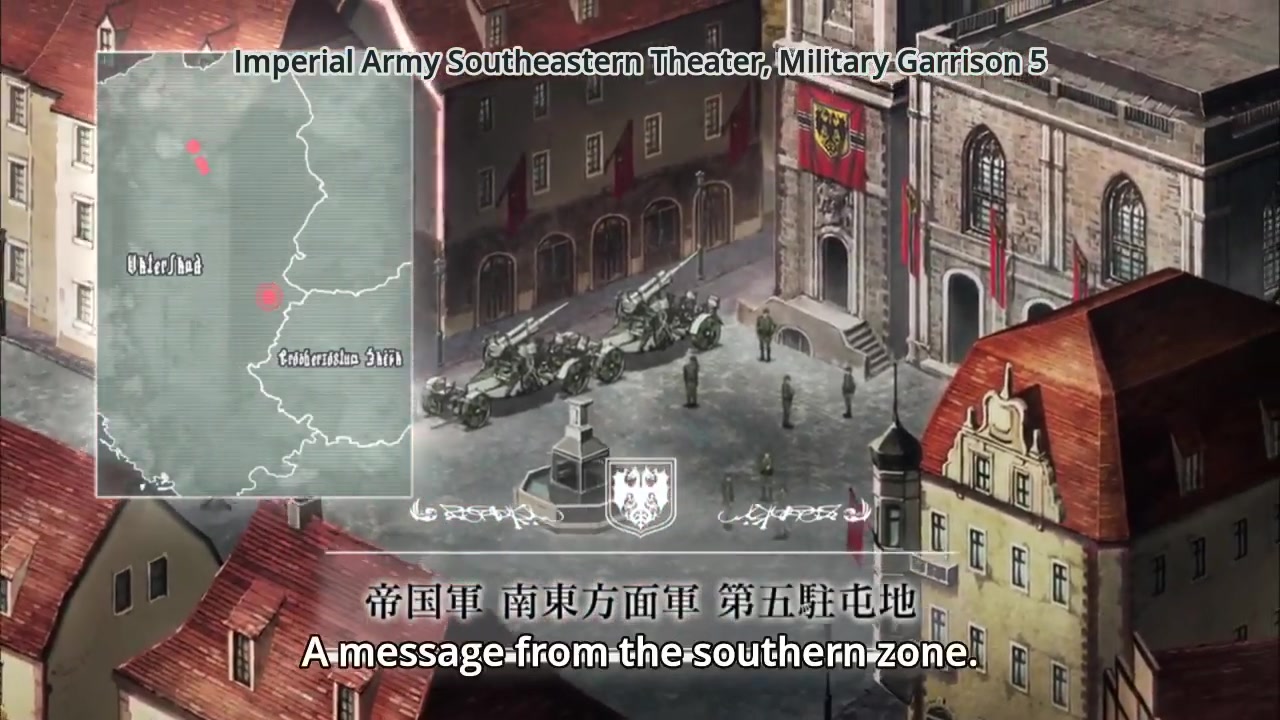 Imperial Army Southeastern Theater, Military Garrison 5
帝国軍 南東方面軍 第五駐屯地
A message from the southern zone.